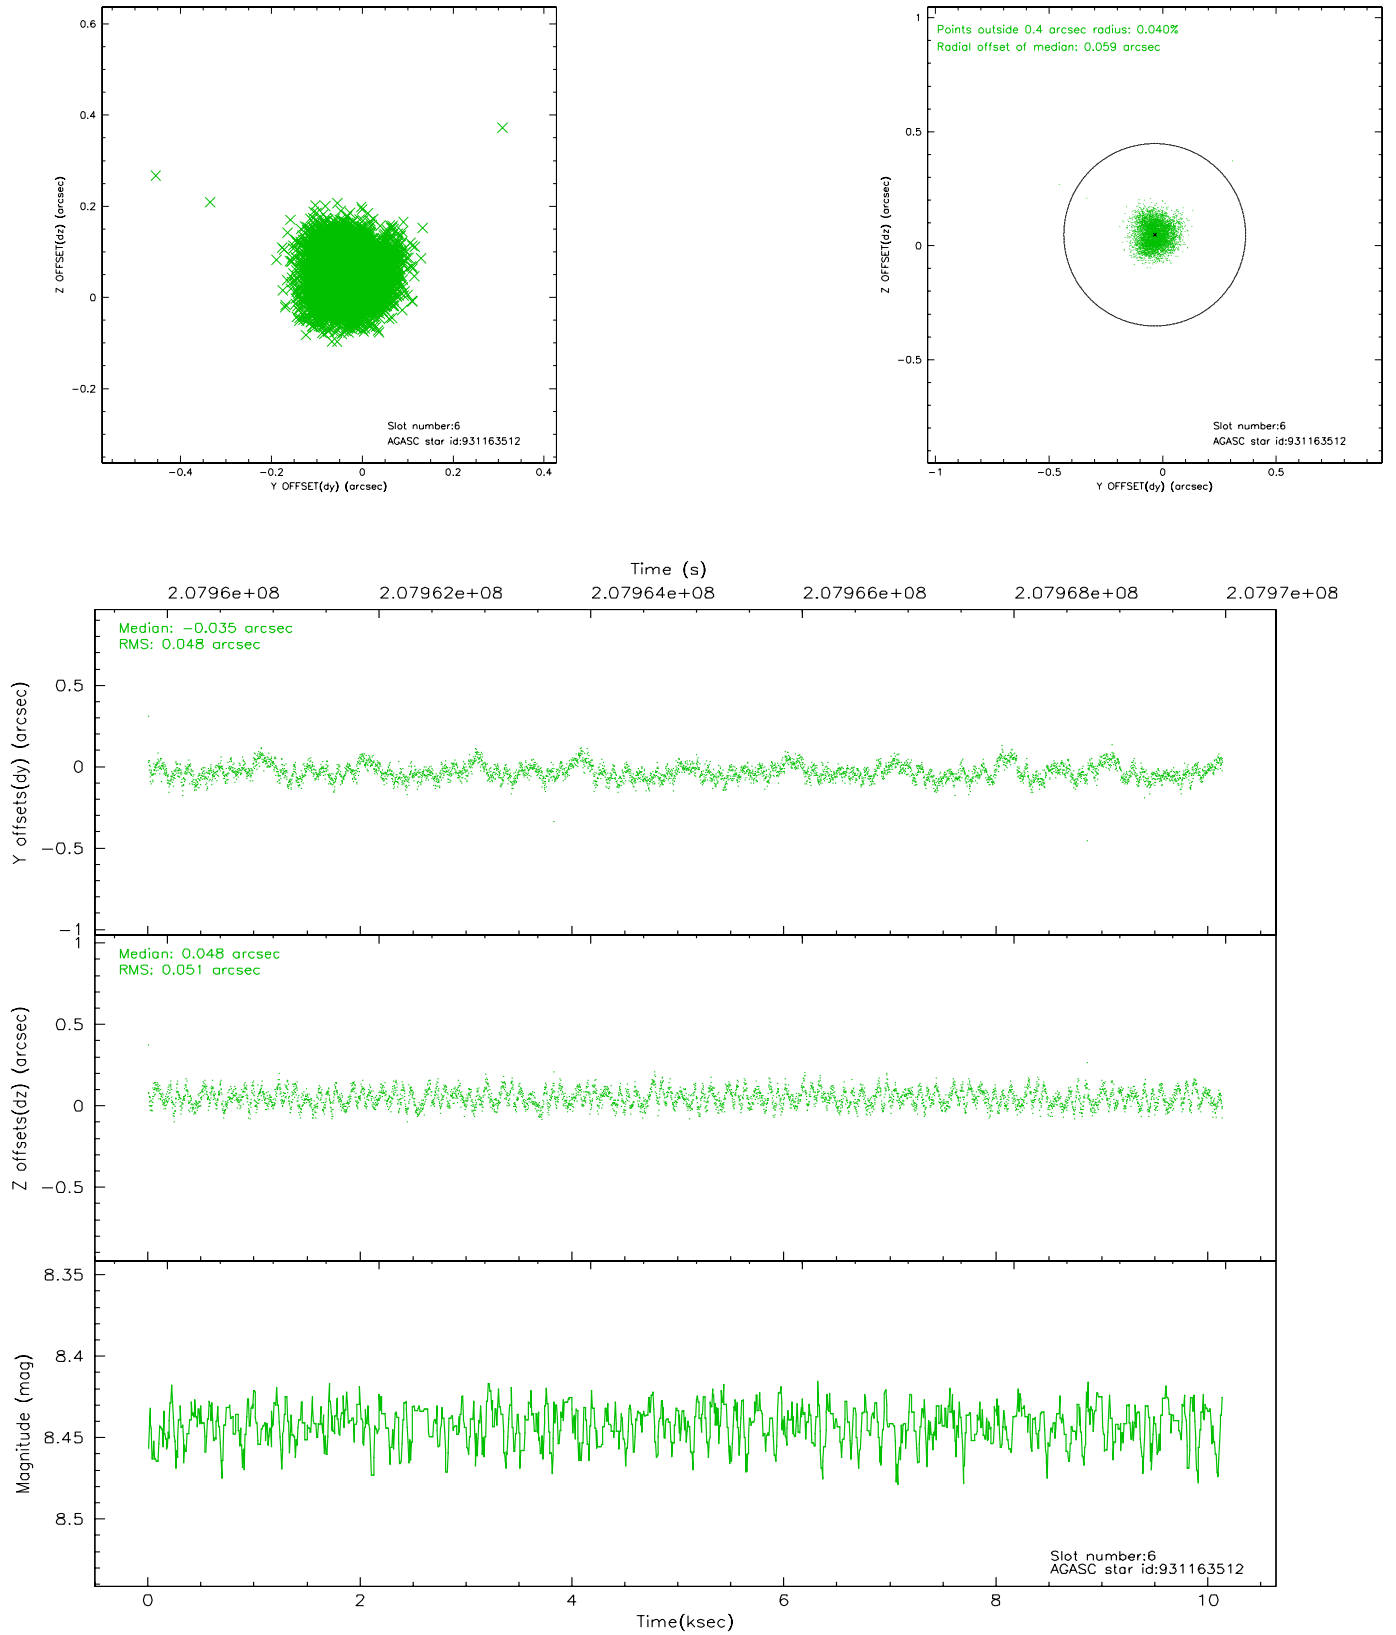 0.6
0.4
0.2
0
−0.2
Z OFFSET(dz) (arcsec)
Slot number:6
AGASC star id:931163512
−0.4 −0.2 0 0.2 0.4
Y OFFSET(dy) (arcsec)
Points outside 0.4 arcsec radius: 0.040%
Radial offset of median: 0.059 arcsec
1
0.5
0
−0.5
Z OFFSET(dz) (arcsec)
Slot number:6
AGASC star id:931163512
−1 −0.5 0 0.5
Y OFFSET(dy) (arcsec)
Time (s)
2.0796e+08 2.07962e+08 2.07964e+08 2.07966e+08 2.07968e+08 2.0797e+08
Median: −0.035 arcsec
RMS: 0.048 arcsec
0.5
0
−0.5
−1
Y offsets(dy) (arcsec)
Median: 0.048 arcsec
RMS: 0.051 arcsec
1
0.5
0
−0.5
Z offsets(dz) (arcsec)
8.35
8.4
8.45
8.5
Magnitude (mag)
Slot number:6
AGASC star id:931163512
0 2 4 6 8 10
Time(ksec)